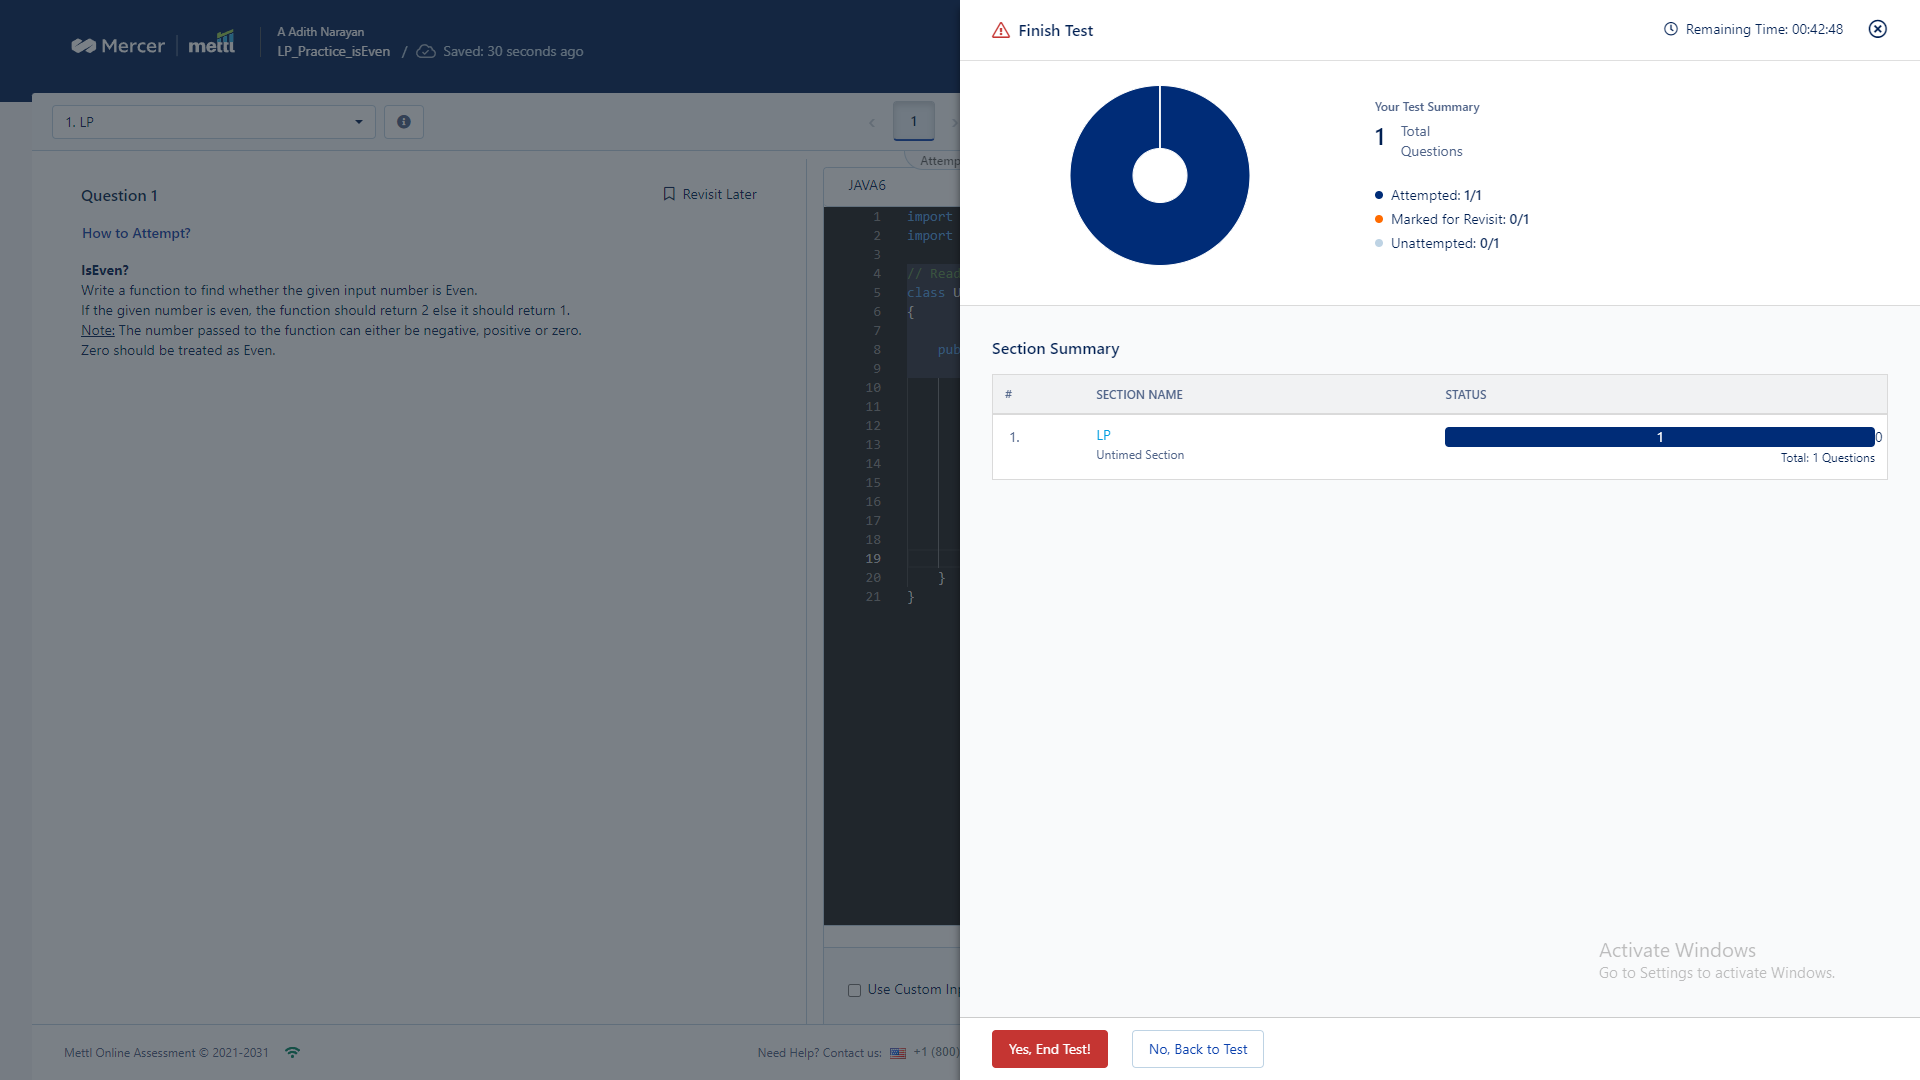 Mercer mettl
A Adith Narayan
LP_Practice_isEven / Saved: 30 seconds ago
1. LP
1
Attemp
Question 1
Revisit Later
How to Attempt?
IsEven?
Write a function to find whether the given input number is Even.
If the given number is even, the function should return 2 else it should return 1.
Note: The number passed to the function can either be negative, positive or zero.
Zero should be treated as Even.
JAVA6
1 import
2 import
3
4 // Read
5 class U
6 {
7
8 pub
9
10
11
12
13
14
15
16
17
18
19
20 }
21 }
Use Custom Inp
Mettl Online Assessment © 2021-2031
Need Help? Contact us: +1 (800)
Finish Test
Remaining Time: 00:42:48
Your Test Summary
1 Total
Questions
Attempted: 1/1
Marked for Revisit: 0/1
Unattempted: 0/1
Section Summary
# SECTION NAME STATUS
1. LP 1 0
Untimed Section Total: 1 Questions
Activate Windows
Go to Settings to activate Windows.
Yes, End Test! No, Back to Test